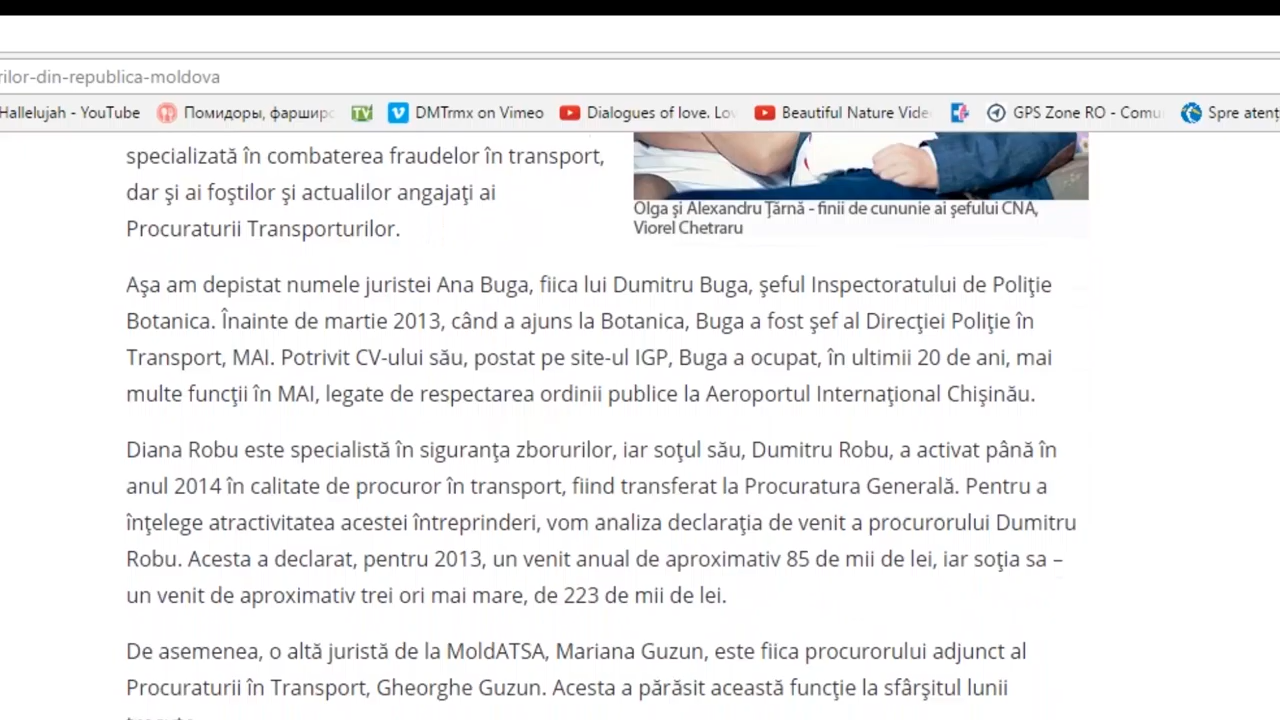 rilor-din-republica-moldova
Hallelujah - YouTube
Помидоры, фарширо
TV
DMTrmx on Vimeo
Dialogues of love. Lov
Beautiful Nature Vide
GPS Zone RO - Comu
Spre atenț
specializată în combaterea fraudelor în transport,
dar şi ai foştilor şi actualilor angajaţi ai
Procuraturii Transporturilor.
Olga şi Alexandru Ţărnă - finii de cununie ai şefului CNA,
Viorel Chetraru
Aşa am depistat numele juristei Ana Buga, fiica lui Dumitru Buga, şeful Inspectoratului de Poliţie
Botanica. Înainte de martie 2013, când a ajuns la Botanica, Buga a fost şef al Direcţiei Poliţie în
Transport, MAI. Potrivit CV-ului său, postat pe site-ul IGP, Buga a ocupat, în ultimii 20 de ani, mai
multe funcţii în MAI, legate de respectarea ordinii publice la Aeroportul Internaţional Chişinău.
Diana Robu este specialistă în siguranţa zborurilor, iar soţul său, Dumitru Robu, a activat până în
anul 2014 în calitate de procuror în transport, fiind transferat la Procuratura Generală. Pentru a
înţelege atractivitatea acestei întreprinderi, vom analiza declaraţia de venit a procurorului Dumitru
Robu. Acesta a declarat, pentru 2013, un venit anual de aproximativ 85 de mii de lei, iar soţia sa –
un venit de aproximativ trei ori mai mare, de 223 de mii de lei.
De asemenea, o altă juristă de la MoldATSA, Mariana Guzun, este fiica procurorului adjunct al
Procuraturii în Transport, Gheorghe Guzun. Acesta a părăsit această funcţie la sfârşitul lunii